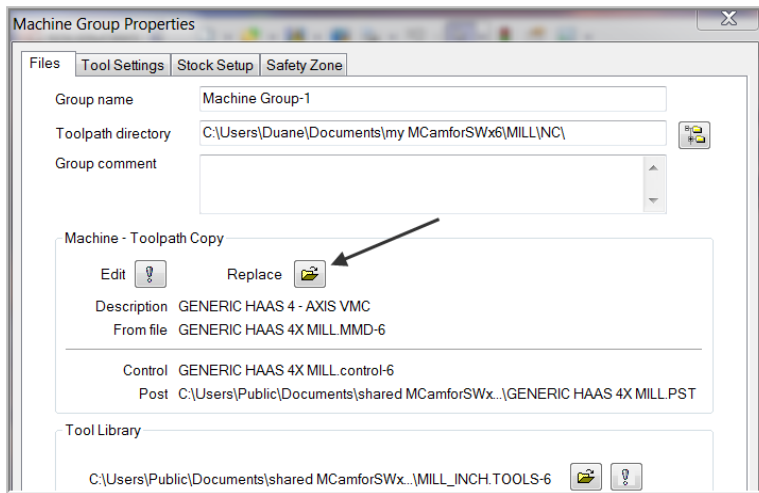 Machine Group Properties
Files Tool Settings Stock Setup Safety Zone
Group name Machine Group-1
Toolpath directory C:\Users\Duane\Documents\my MCamforSWx6\MILL\NC\
Group comment
Machine - Toolpath Copy
Edit Replace
Description GENERIC HAAS 4 - AXIS VMC
From file GENERIC HAAS 4X MILL.MMD-6
Control GENERIC HAAS 4X MILL.control-6
Post C:\Users\Public\Documents\shared MCamforSWx...\GENERIC HAAS 4X MILL.PST
Tool Library
C:\Users\Public\Documents\shared MCamforSWx...\MILL_INCH.TOOLS-6